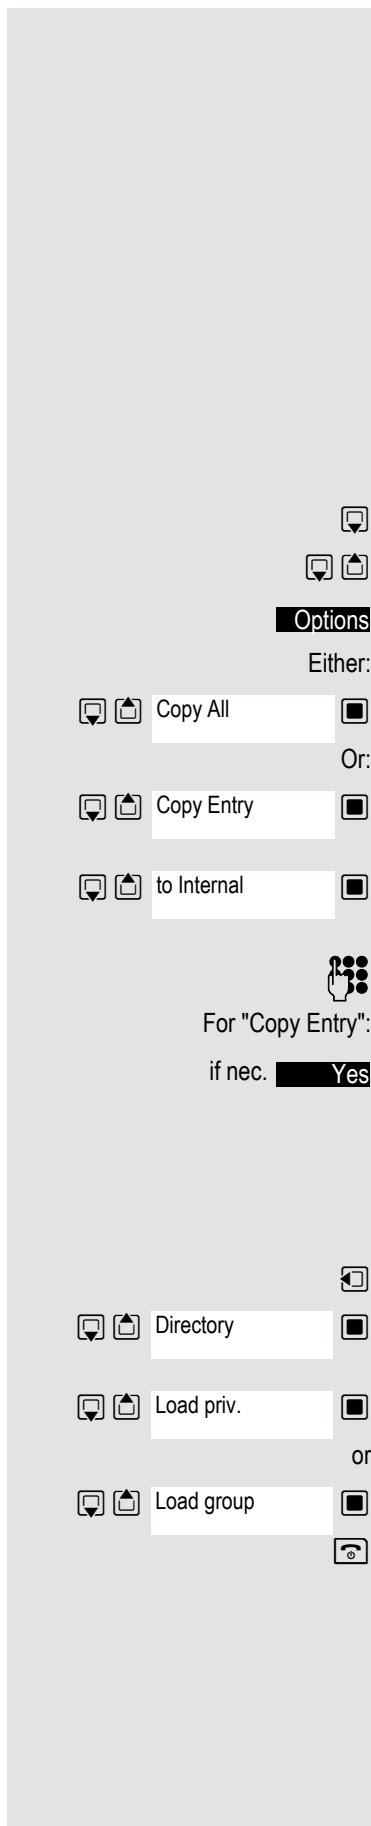 Options
Either:
Copy All
Or:
Copy Entry
to Internal
For "Copy Entry":
if nec. Yes
Directory
Load priv.
or
Load group